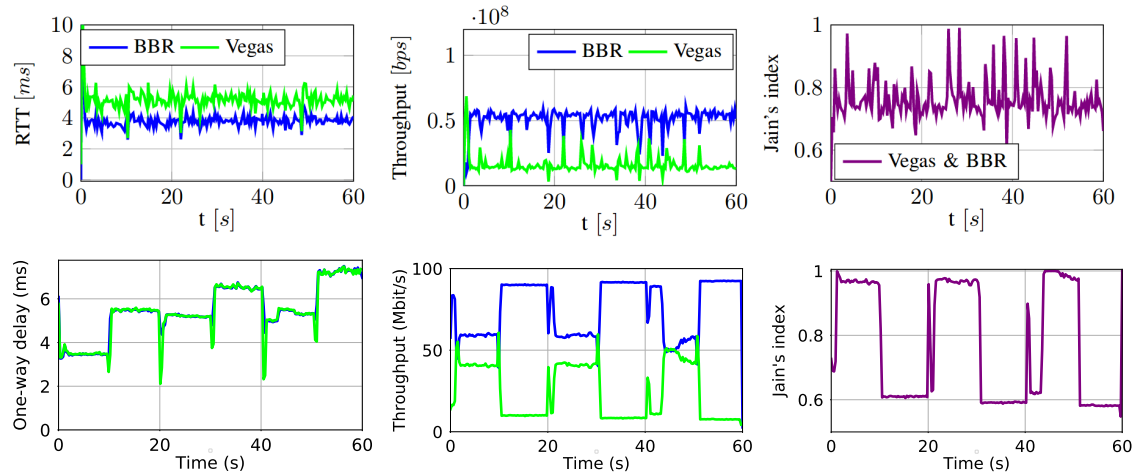 10
8
6
4
2
0
0
20
40
60
RTT [ms]
t [s]
BBR
Vegas
·10⁸
1
0.5
0
0
20
40
60
Throughput [bps]
t [s]
BBR
Vegas
1
0.8
0.6
0
20
40
60
Jain's index
t [s]
Vegas & BBR
6
4
2
0
0
20
40
60
One-way delay (ms)
Time (s)
100
50
0
0
20
40
60
Throughput (Mbit/s)
Time (s)
1
0.8
0.6
0
20
40
60
Jain's index
Time (s)